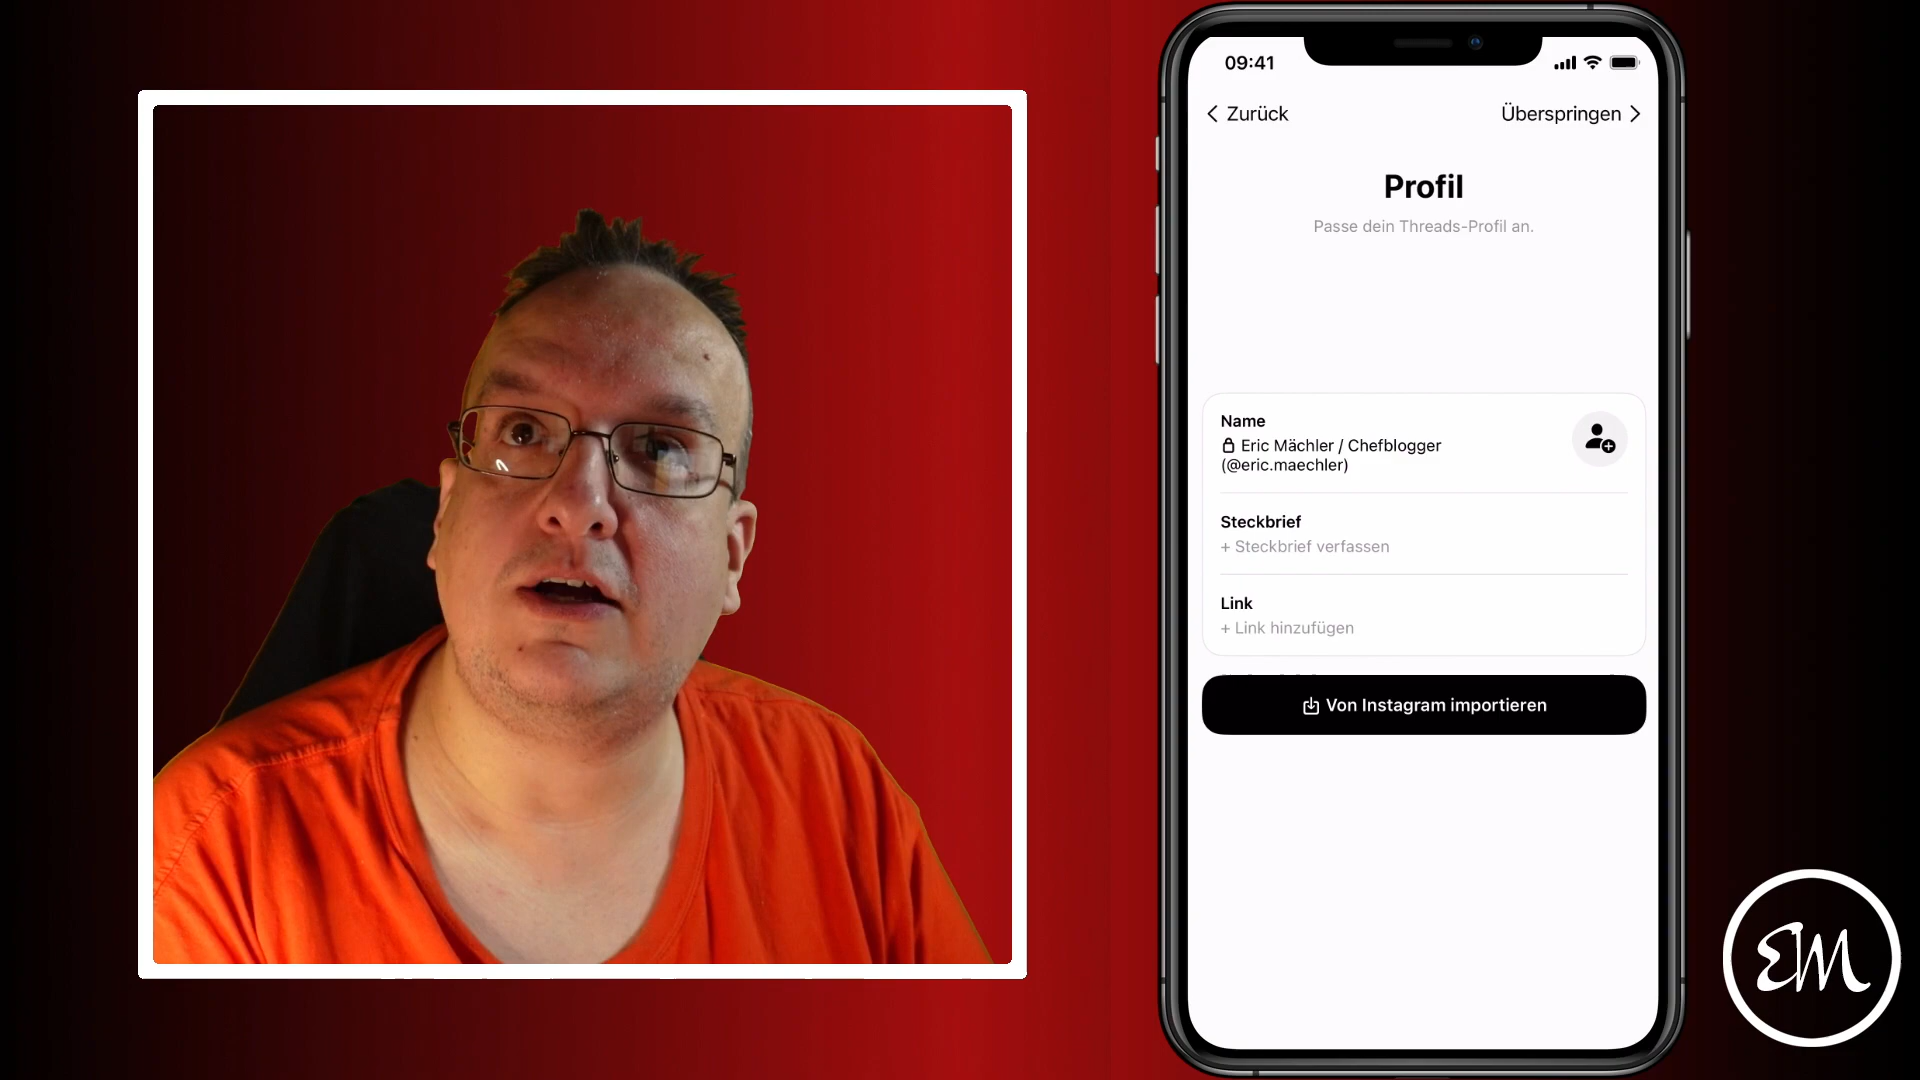 09:41
Zurück
Überspringen
Profil
Passe dein Threads-Profil an.
Name
Eric Mächler / Chefblogger
(@eric.maechler)
Steckbrief
+ Steckbrief verfassen
Link
+ Link hinzufügen
Von Instagram importieren
EM